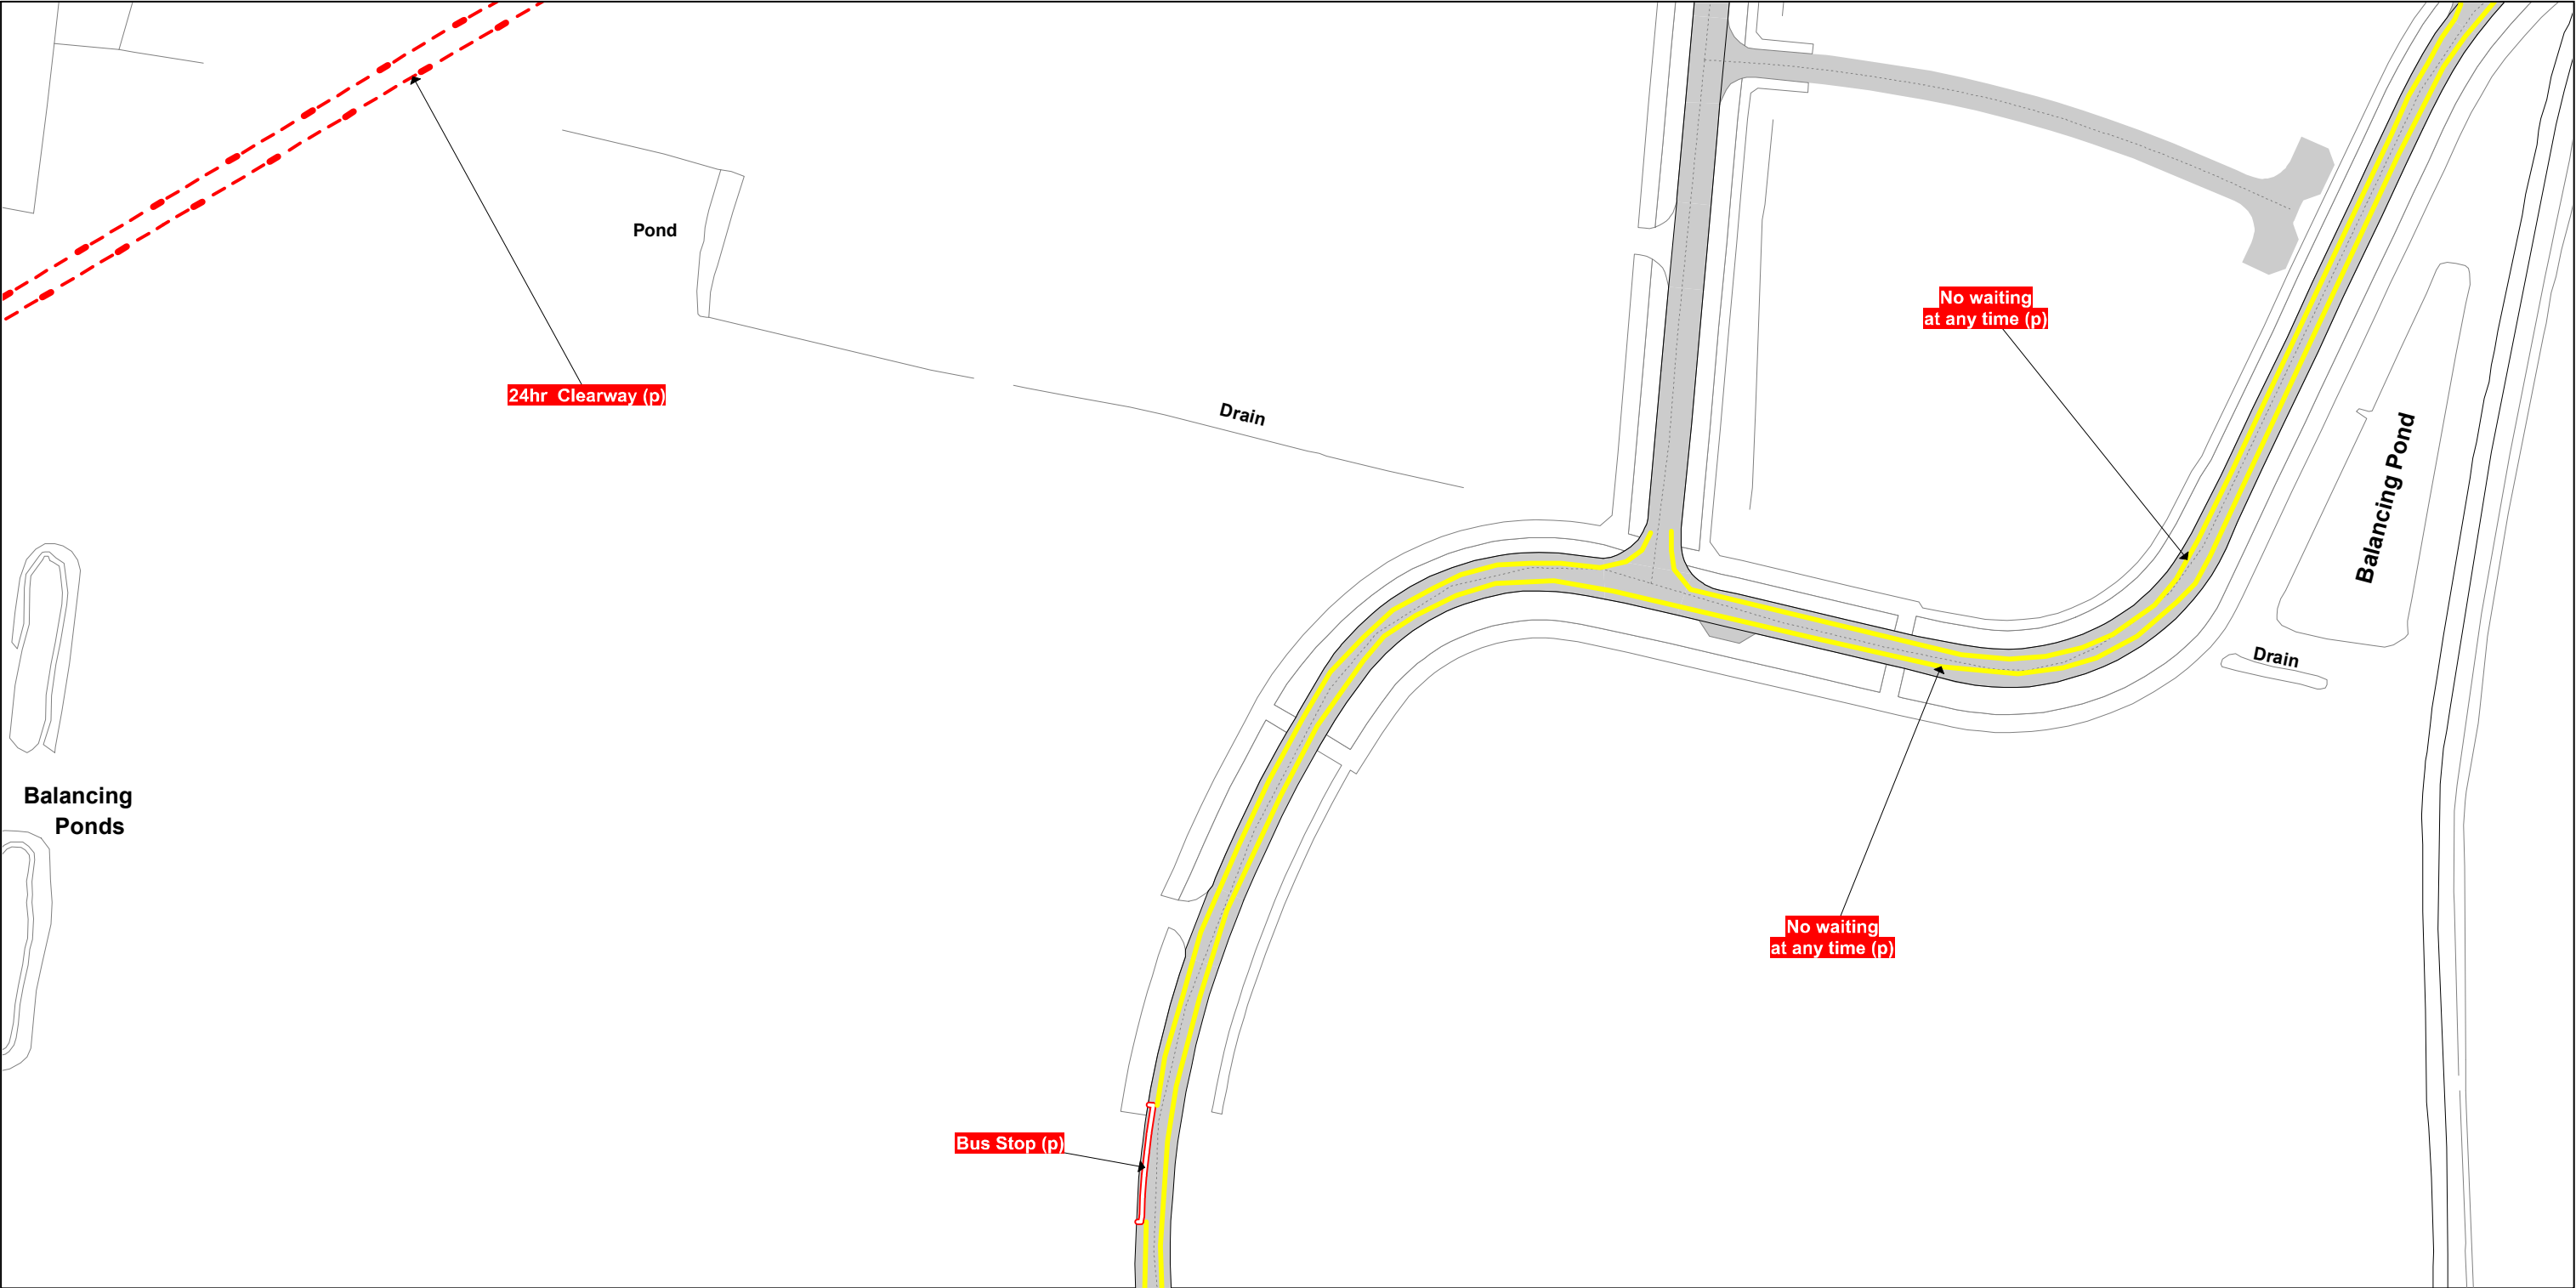 Pond
No waiting
at any time (p)
24hr  Clearway (p)
Drain
Balancing Pond
Drain
Balancing
Ponds
No waiting
at any time (p)
Bus Stop (p)